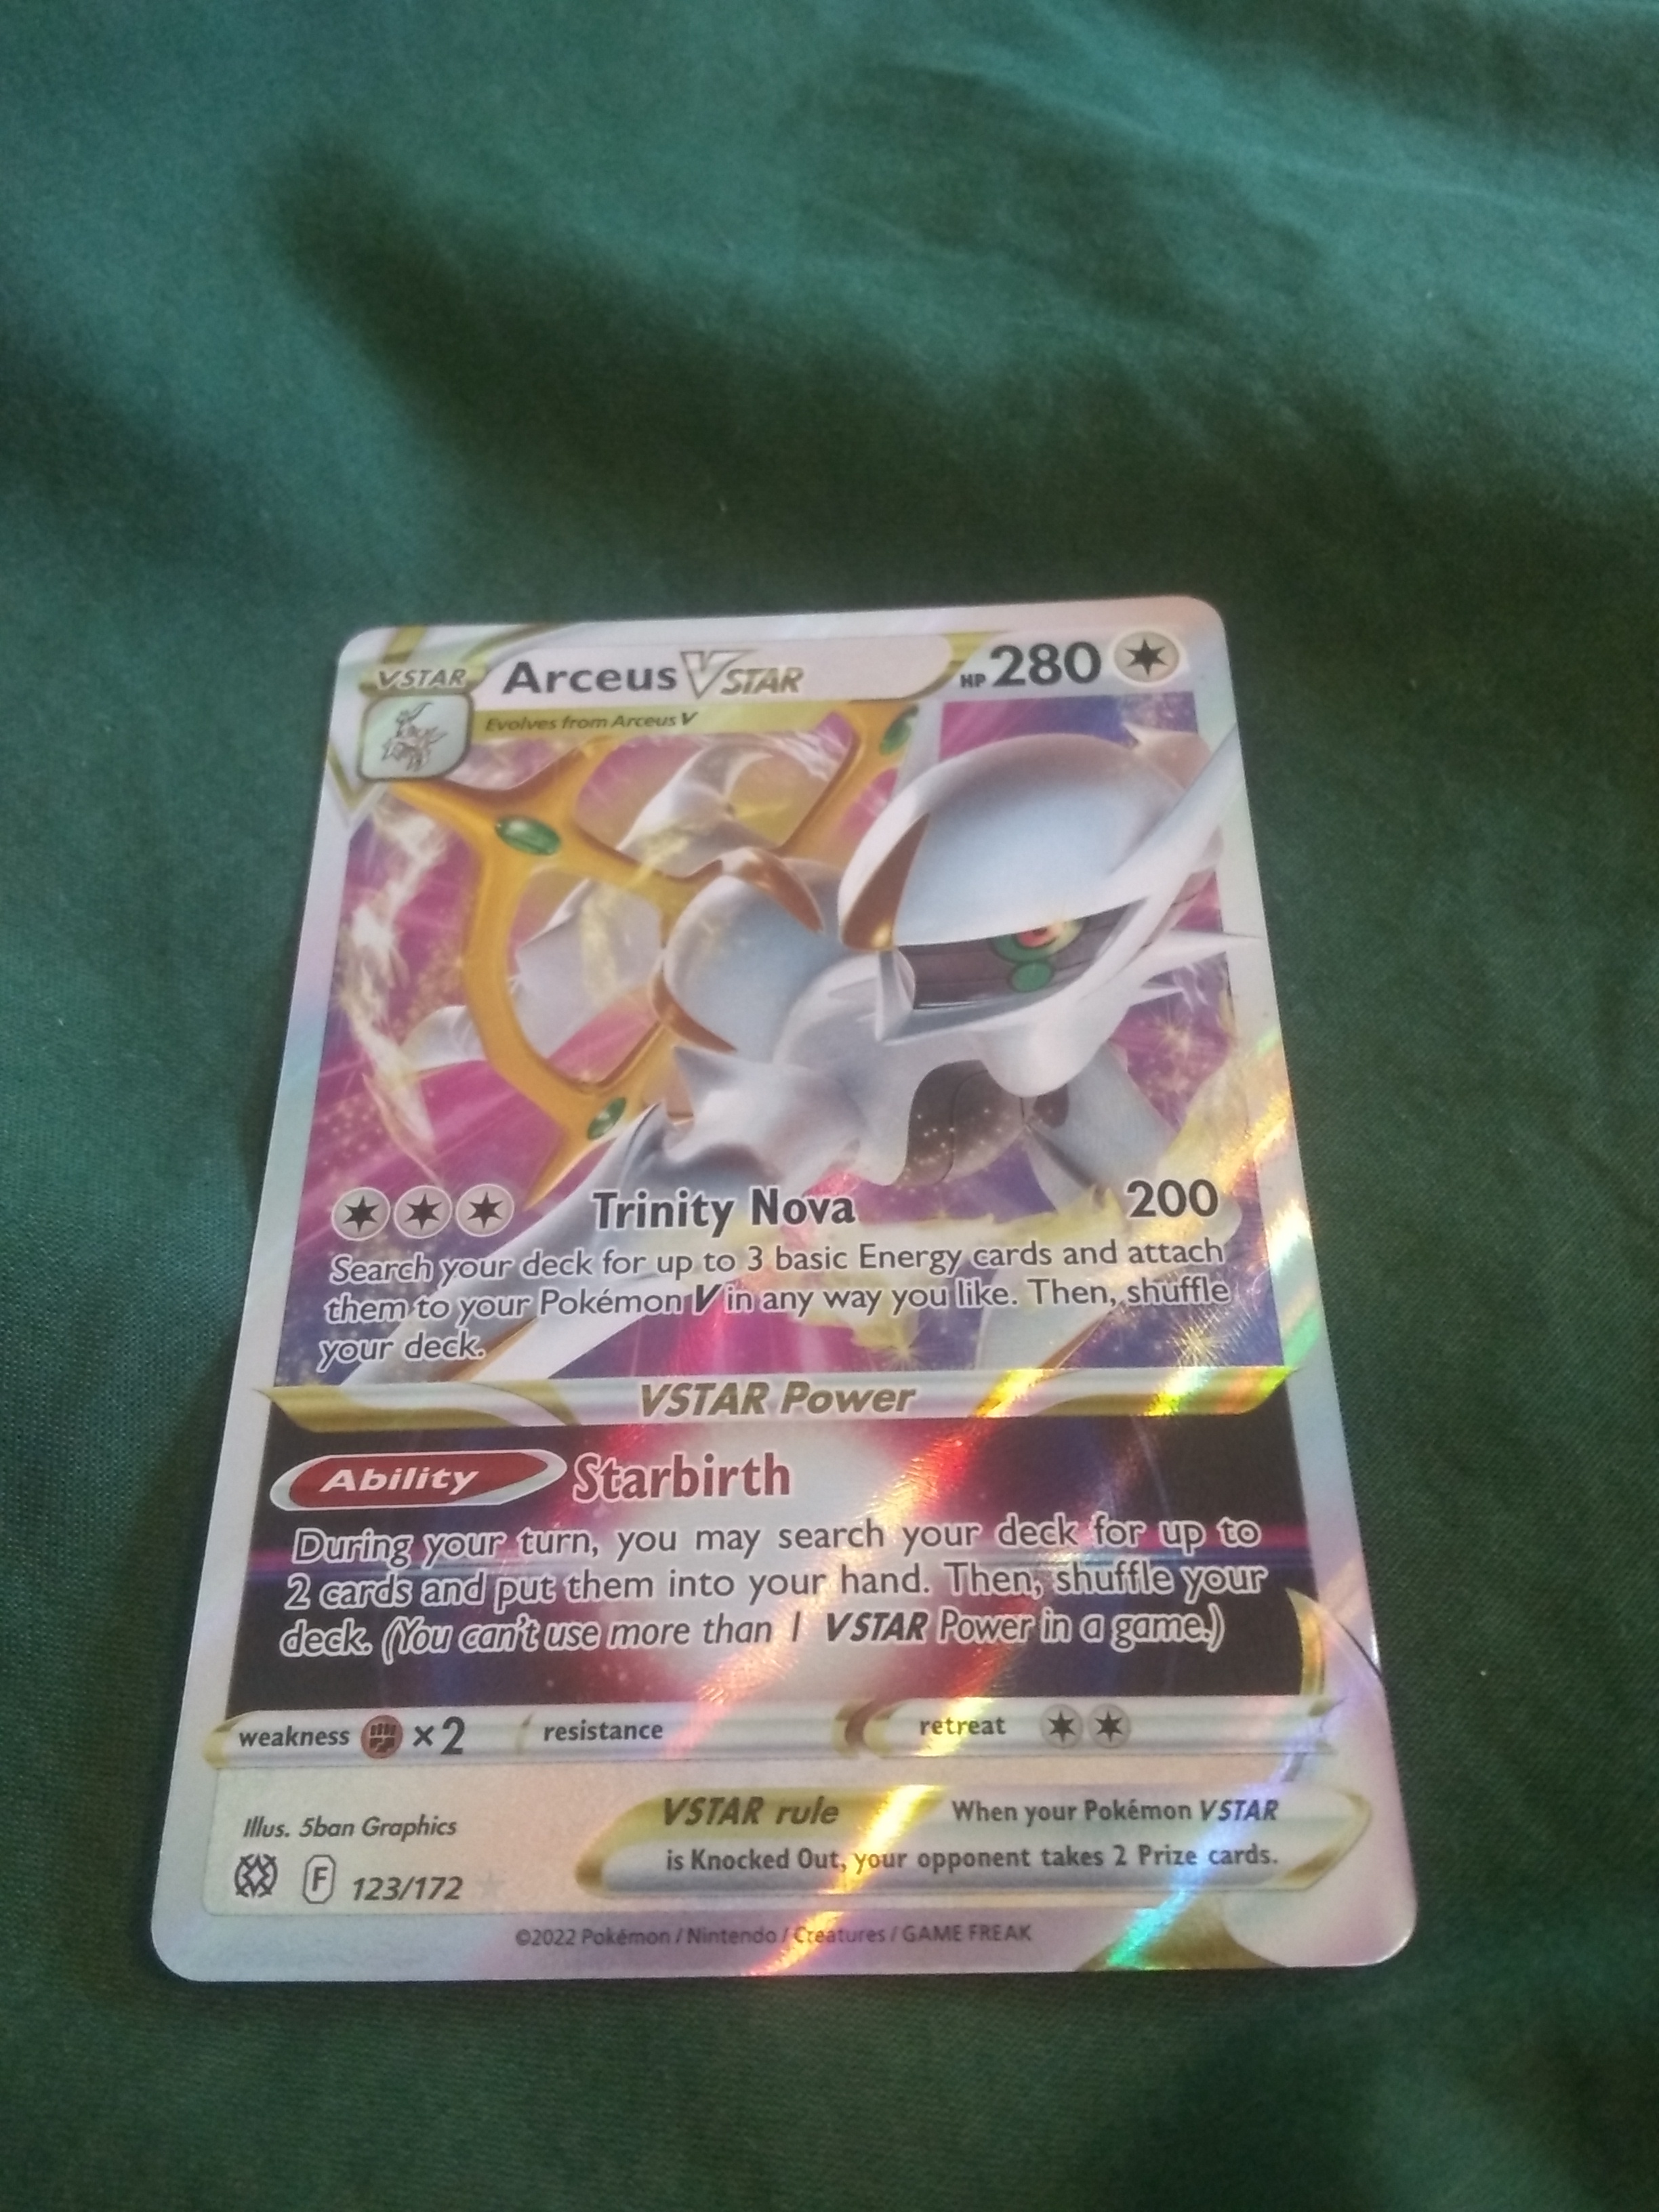 VSTAR Arceus VSTAR HP 280
Evolves from Arceus V
Trinity Nova 200
Search your deck for up to 3 basic Energy cards and attach
them to your Pokémon V in any way you like. Then, shuffle
your deck.
VSTAR Power
Ability Starbirth
During your turn, you may search your deck for up to
2 cards and put them into your hand. Then, shuffle your
deck. (You can't use more than 1 VSTAR Power in a game.)
weakness ×2 resistance retreat
Illus. 5ban Graphics
VSTAR rule When your Pokémon VSTAR
is Knocked Out, your opponent takes 2 Prize cards.
F 123/172
©2022 Pokémon / Nintendo / Creatures / GAME FREAK